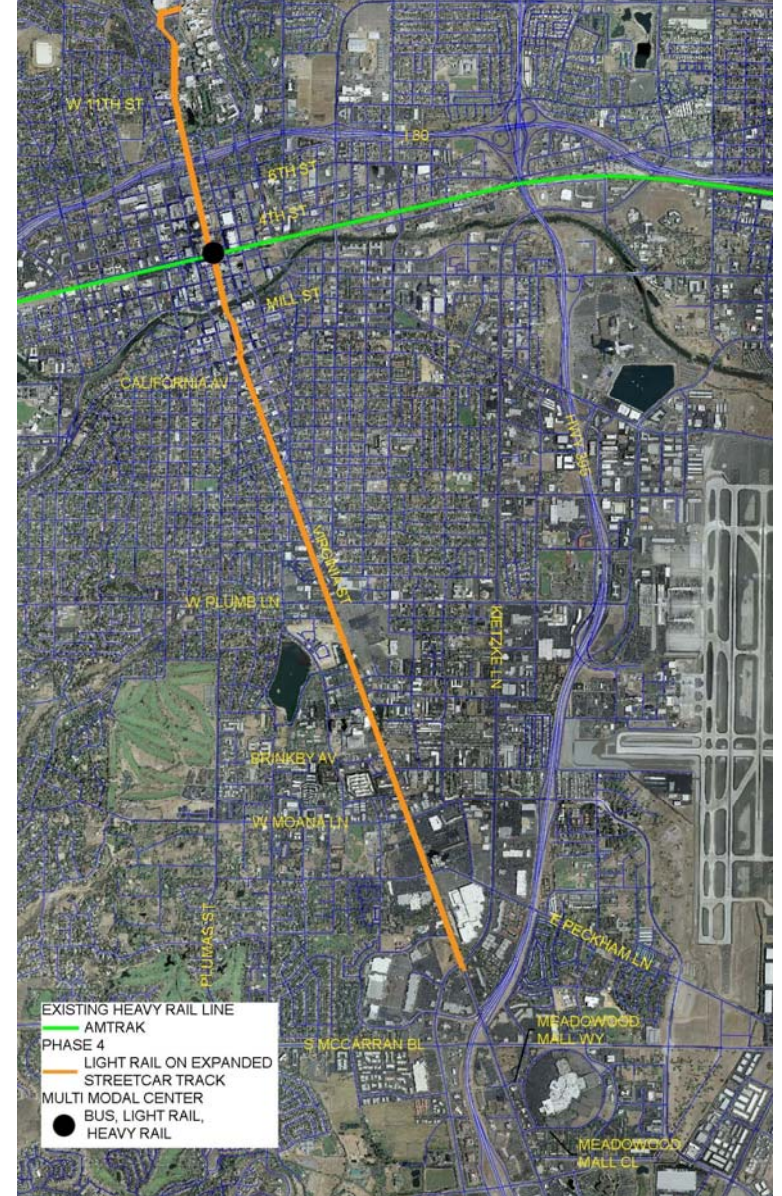 W 11TH ST
I 80
6TH ST
4TH ST
MILL ST
CALIFORNIA AV
HWY 395
VIRGINIA ST
W PLUMB LN
KIETZKE LN
BRINKBY AV
W MOANA LN
PLUMAS ST
E PECKHAM LN
S MCCARRAN BL
MEADOWOOD
MALL WY
MEADOWOOD
MALL CL
EXISTING HEAVY RAIL LINE
AMTRAK
PHASE 4
LIGHT RAIL ON EXPANDED
STREETCAR TRACK
MULTI MODAL CENTER
BUS, LIGHT RAIL,
HEAVY RAIL